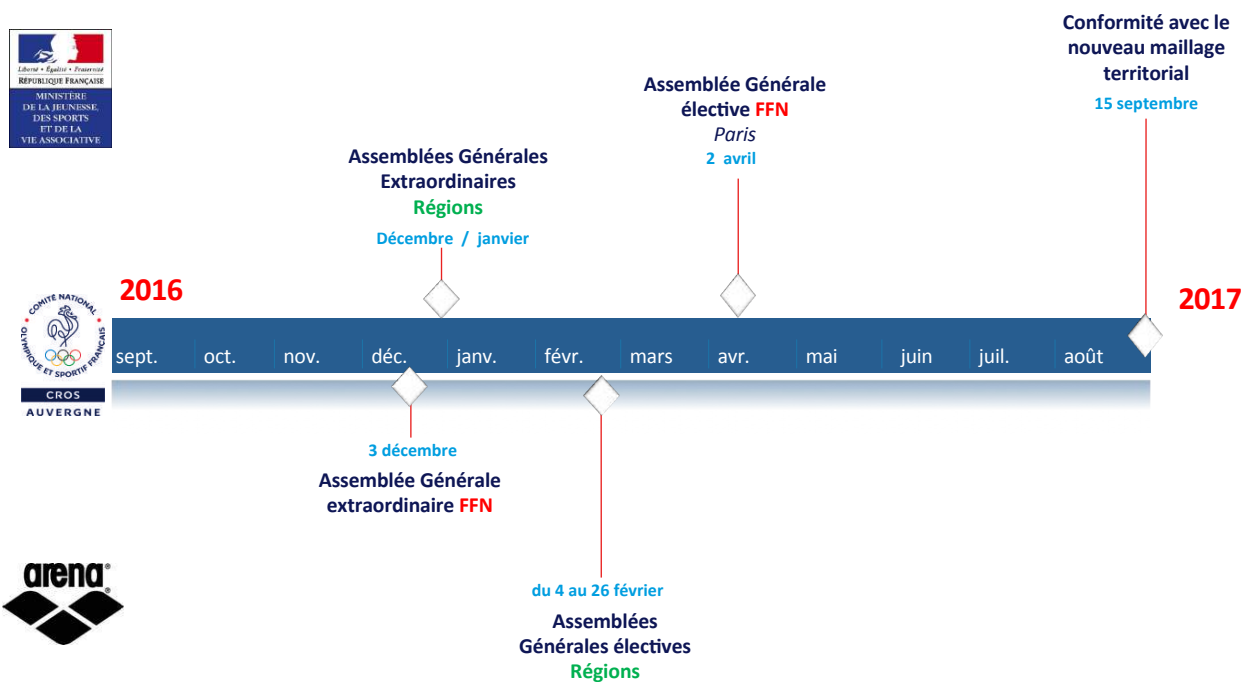 Conformité avec le
nouveau maillage
territorial
15 septembre
Liberté • Égalité • Fraternité
RÉPUBLIQUE FRANÇAISE
MINISTÈRE
DE LA JEUNESSE,
DES SPORTS
ET DE LA
VIE ASSOCIATIVE
Assemblée Générale
élective FFN
Paris
2 avril
Assemblées Générales
Extraordinaires
Régions
Décembre / janvier
2016
2017
COMITÉ NATIONAL
OLYMPIQUE ET SPORTIF FRANÇAIS
CROS
AUVERGNE
sept. oct. nov. déc. janv. févr. mars avr. mai juin juil. août
3 décembre
Assemblée Générale
extraordinaire FFN
arena®
du 4 au 26 février
Assemblées
Générales électives
Régions